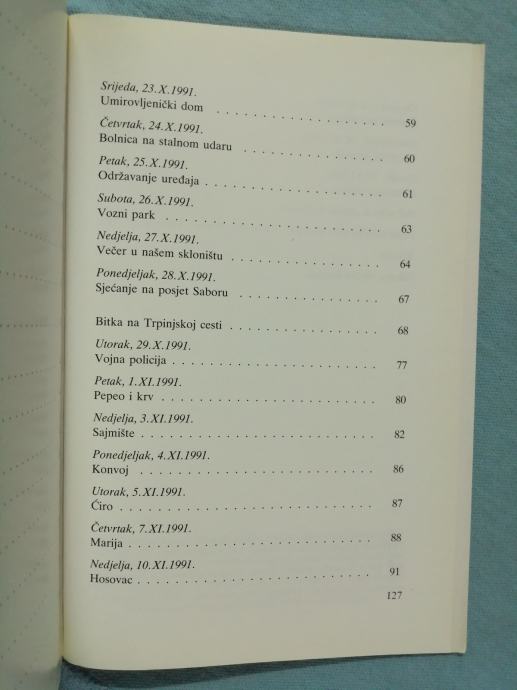 Srijeda, 23.X.1991.
Umirovljenički dom . . . . . . . . . . . . . . . . . . 59
Četvrtak, 24.X.1991.
Bolnica na stalnom udaru . . . . . . . . . . . . . . . 60
Petak, 25.X.1991.
Održavanje uređaja . . . . . . . . . . . . . . . . . . . 61
Subota, 26.X.1991.
Vozni park . . . . . . . . . . . . . . . . . . . . . . 63
Nedjelja, 27.X.1991.
Večer u našem skloništu . . . . . . . . . . . . . . . . 64
Ponedjeljak, 28.X.1991.
Sjećanje na posjet Saboru . . . . . . . . . . . . . . . 67
Bitka na Trpinjskoj cesti . . . . . . . . . . . . . . . . 68
Utorak, 29.X.1991.
Vojna policija . . . . . . . . . . . . . . . . . . . . . 77
Petak, 1.XI.1991.
Pepeo i krv . . . . . . . . . . . . . . . . . . . . . . . 80
Nedjelja, 3.XI.1991.
Sajmište . . . . . . . . . . . . . . . . . . . . . . . . 82
Ponedjeljak, 4.XI.1991.
Konvoj . . . . . . . . . . . . . . . . . . . . . . . . 86
Utorak, 5.XI.1991.
Ćiro . . . . . . . . . . . . . . . . . . . . . . . . . . 87
Četvrtak, 7.XI.1991.
Marija . . . . . . . . . . . . . . . . . . . . . . . . . 88
Nedjelja, 10.XI.1991.
Hosovac . . . . . . . . . . . . . . . . . . . . . . . . 91
127